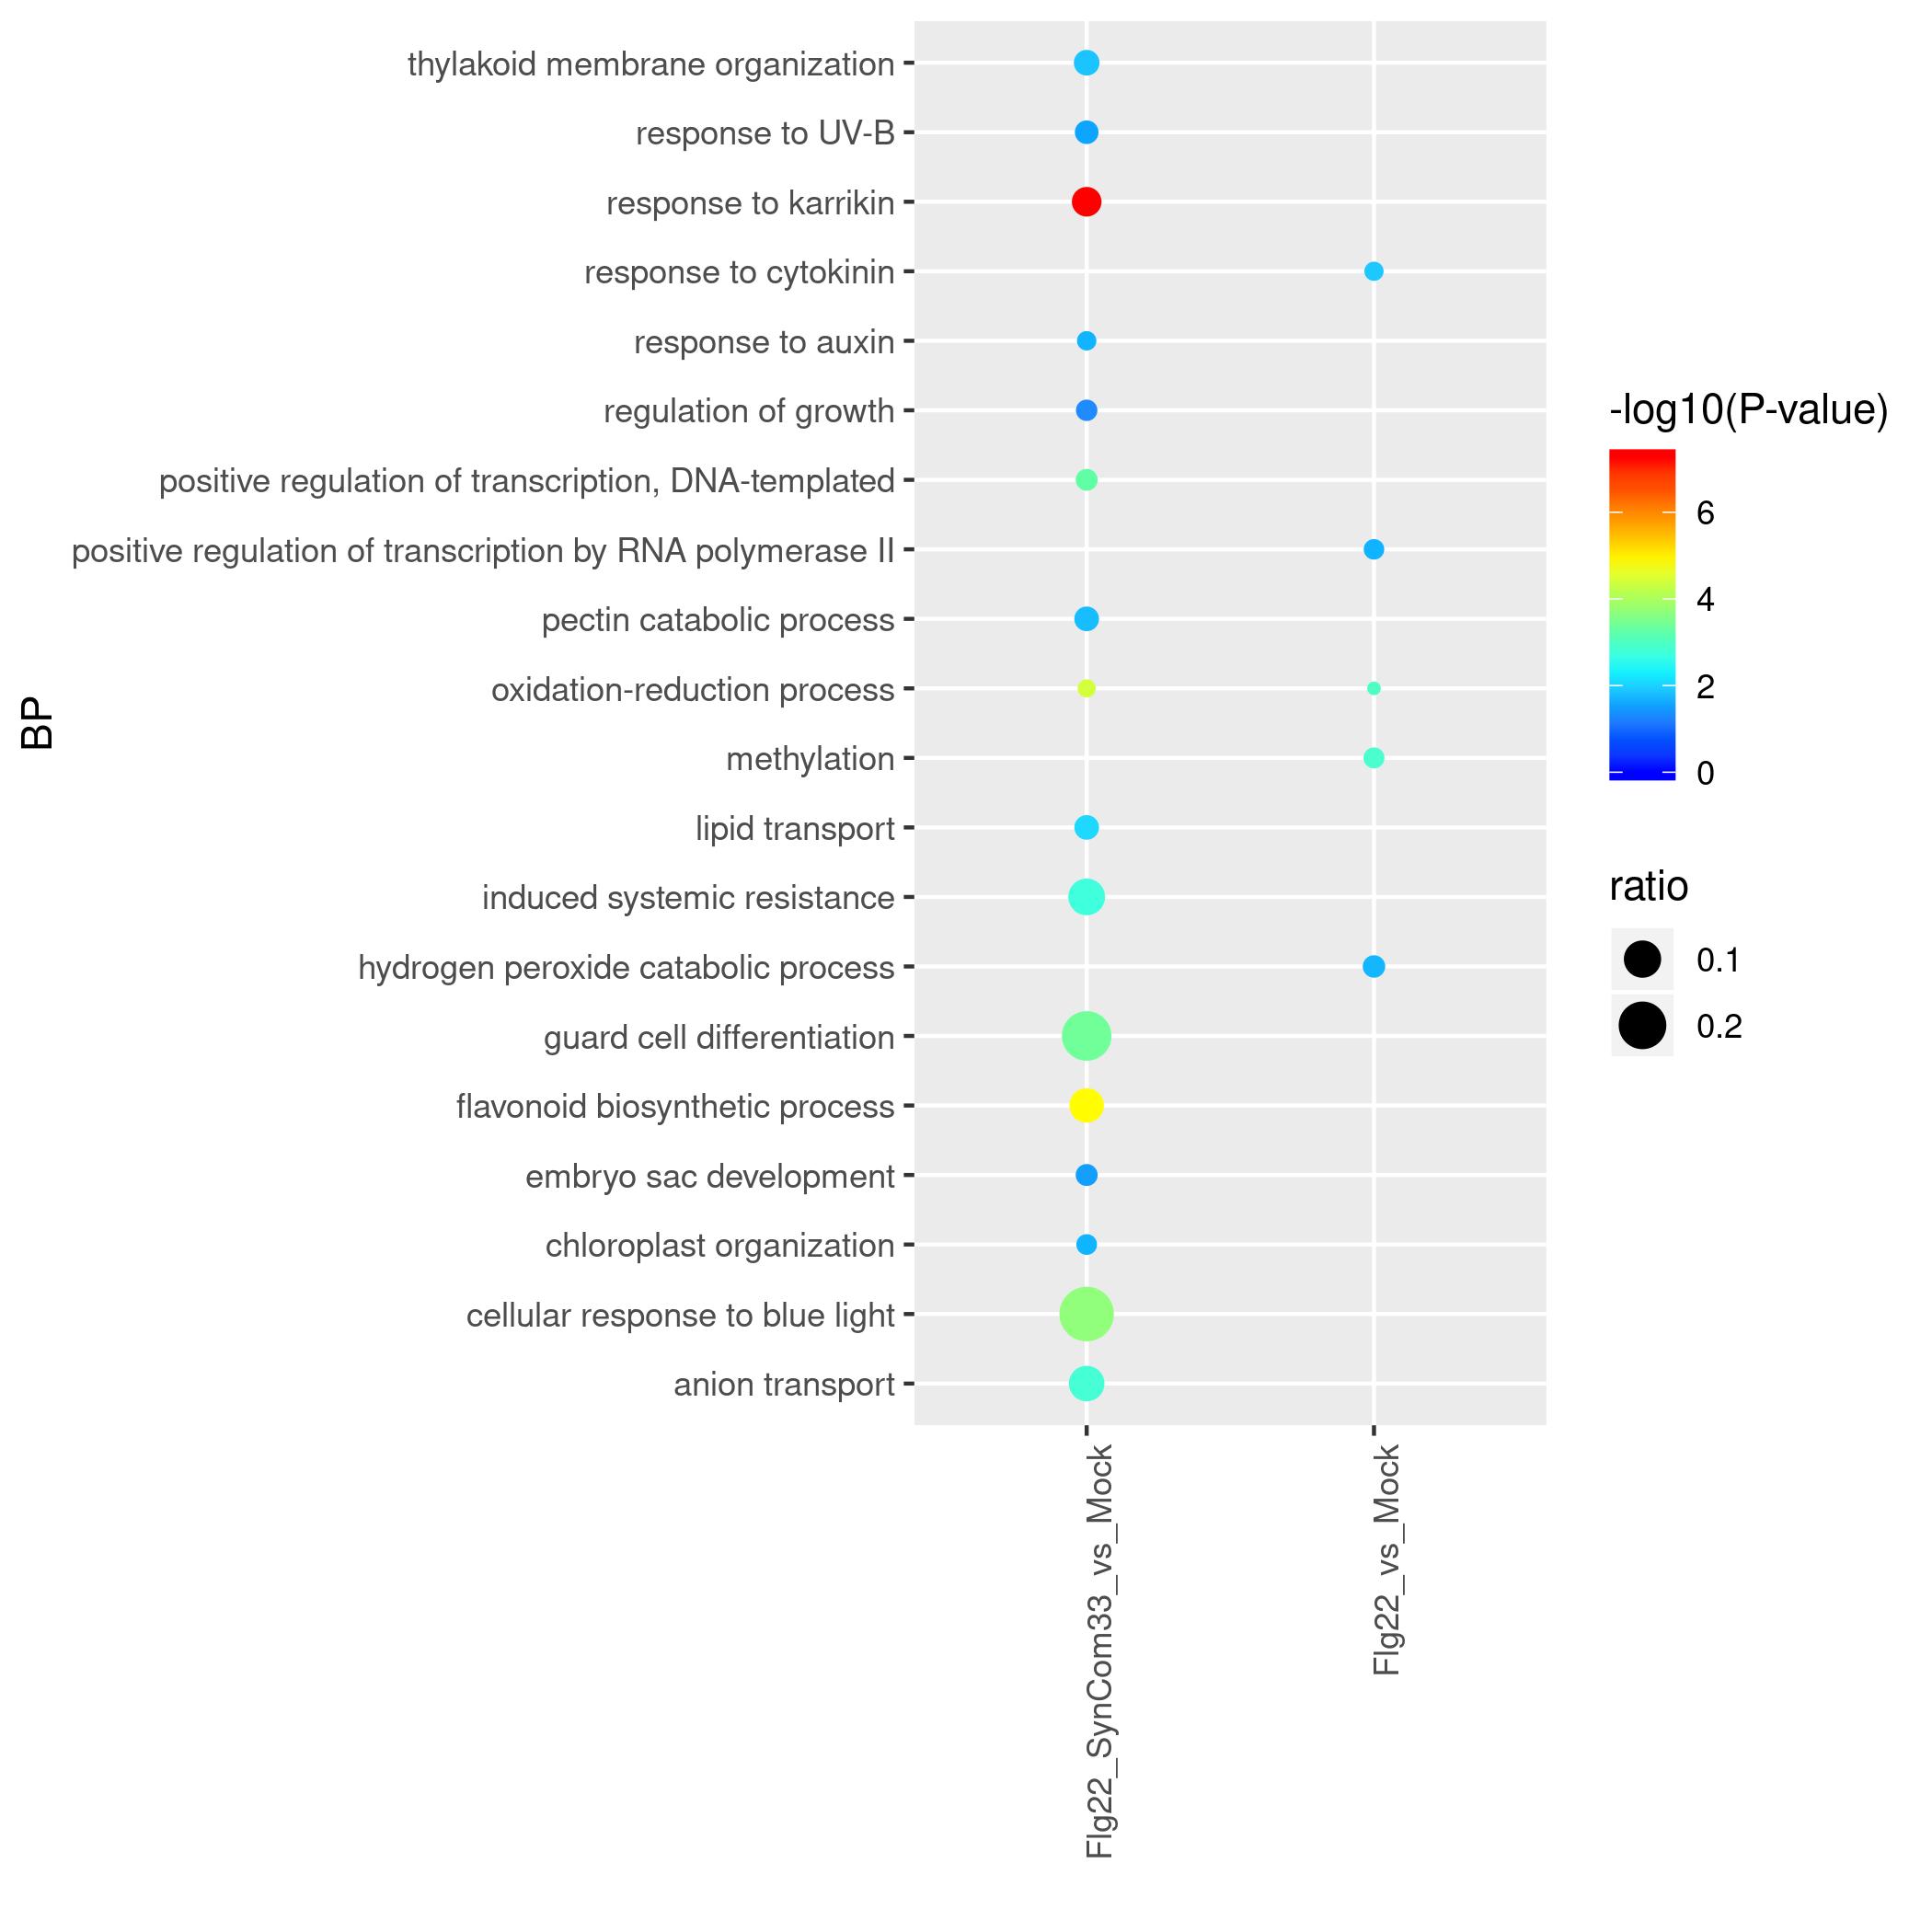 thylakoid membrane organization
response to UV-B
response to karrikin
response to cytokinin
response to auxin
regulation of growth
positive regulation of transcription, DNA-templated
positive regulation of transcription by RNA polymerase II
pectin catabolic process
oxidation-reduction process
methylation
lipid transport
induced systemic resistance
hydrogen peroxide catabolic process
guard cell differentiation
flavonoid biosynthetic process
embryo sac development
chloroplast organization
cellular response to blue light
anion transport
BP
Flg22_SynCom33_vs_Mock
Flg22_vs_Mock
-log10(P-value)
6
4
2
0
ratio
0.1
0.2